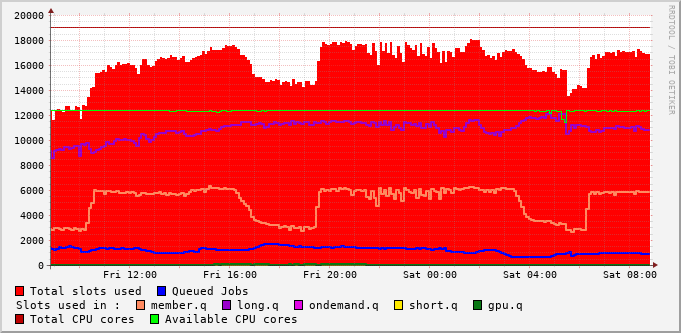 20000
18000
16000
14000
12000
10000
8000
6000
4000
2000
0
Fri 12:00 Fri 16:00 Fri 20:00 Sat 00:00 Sat 04:00 Sat 08:00
Total slots used Queued Jobs
Slots used in : member.q long.q ondemand.q short.q gpu.q
Total CPU cores Available CPU cores
RRDTOOL / TOBI OETIKER